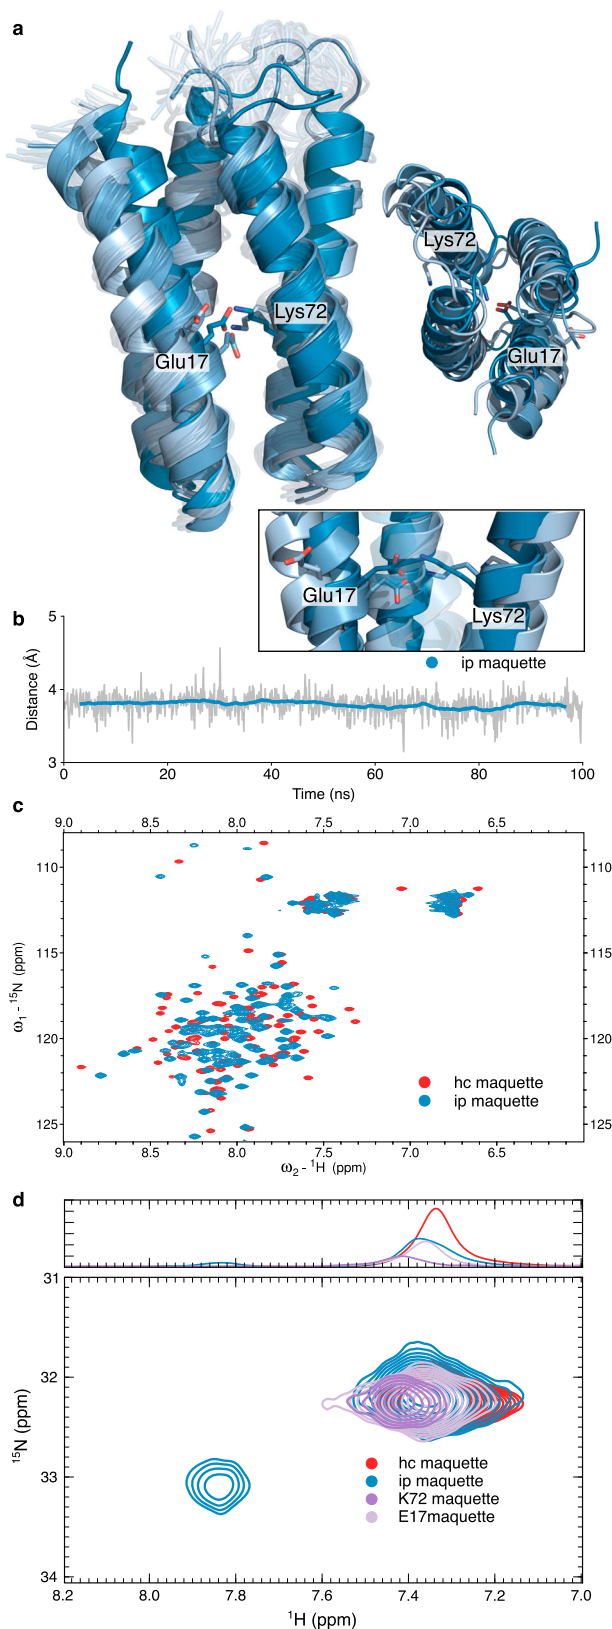 a
Lys72
Lys72
Glu17
Glu17
Glu17
Lys72
b
ip maquette
5
4
3
Distance (Å)
0
20
40
60
80
100
Time (ns)
c
9.0
8.5
8.0
7.5
7.0
6.5
110
110
115
115
120
120
125
125
ω1 - 15N (ppm)
hc maquette
ip maquette
9.0
8.5
8.0
7.5
7.0
6.5
ω2 - 1H (ppm)
d
31
32
33
34
15N (ppm)
hc maquette
ip maquette
K72 maquette
E17maquette
8.2
8.0
7.8
7.6
7.4
7.2
7.0
1H (ppm)